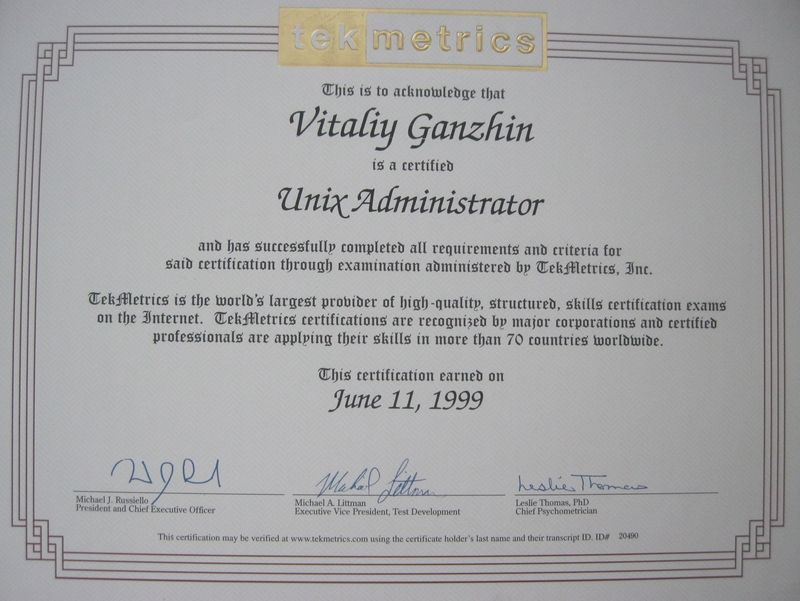 tekmetrics
This is to acknowledge that
Vitaliy Ganzhin
is a certified
Unix Administrator
and has successfully completed all requirements and criteria for
said certification through examination administered by TekMetrics, Inc.
TekMetrics is the world's largest provider of high-quality, structured, skills certification exams
on the Internet. TekMetrics certifications are recognized by major corporations and certified
professionals are applying their skills in more than 70 countries worldwide.
This certification earned on
June 11, 1999
Michael J. Russiello
President and Chief Executive Officer
Michael Littman
Michael A. Littman
Executive Vice President, Test Development
Leslie Thomas
Leslie Thomas, PhD
Chief Psychometrician
This certification may be verified at www.tekmetrics.com using the certificate holder's last name and their transcript ID. ID# 20490